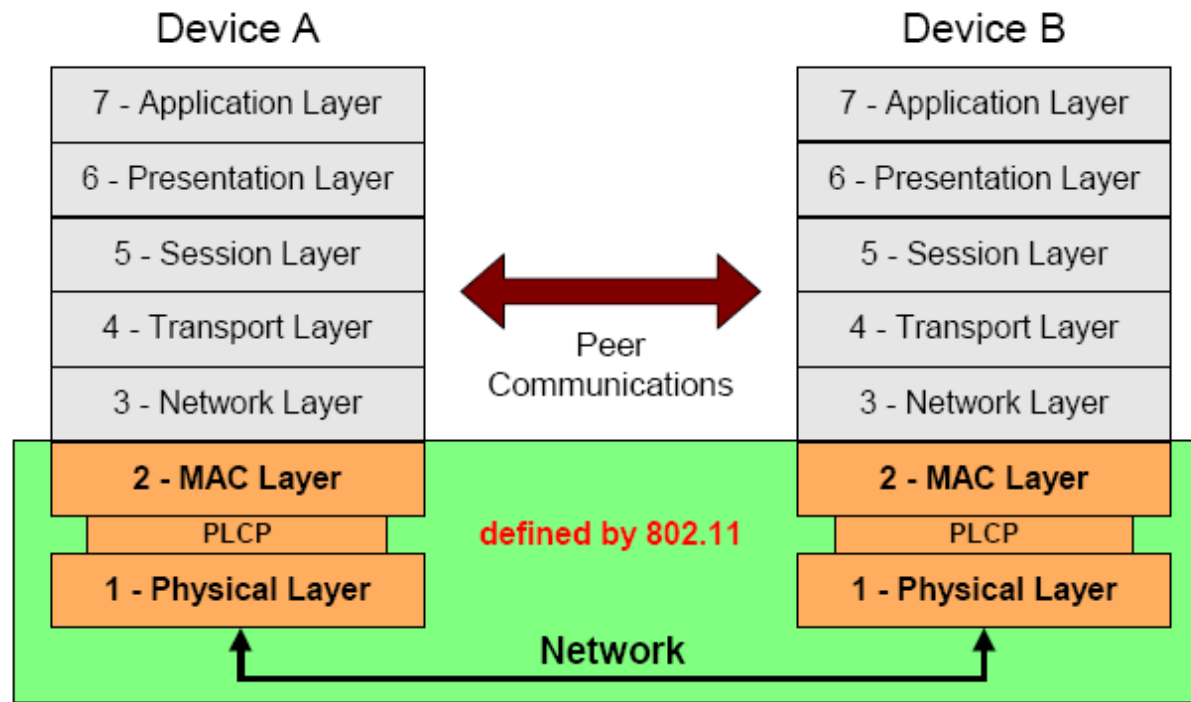 Device A
Device B
7 - Application Layer
6 - Presentation Layer
5 - Session Layer
4 - Transport Layer
3 - Network Layer
2 - MAC Layer
PLCP
1 - Physical Layer
Peer
Communications
defined by 802.11
Network
7 - Application Layer
6 - Presentation Layer
5 - Session Layer
4 - Transport Layer
3 - Network Layer
2 - MAC Layer
PLCP
1 - Physical Layer